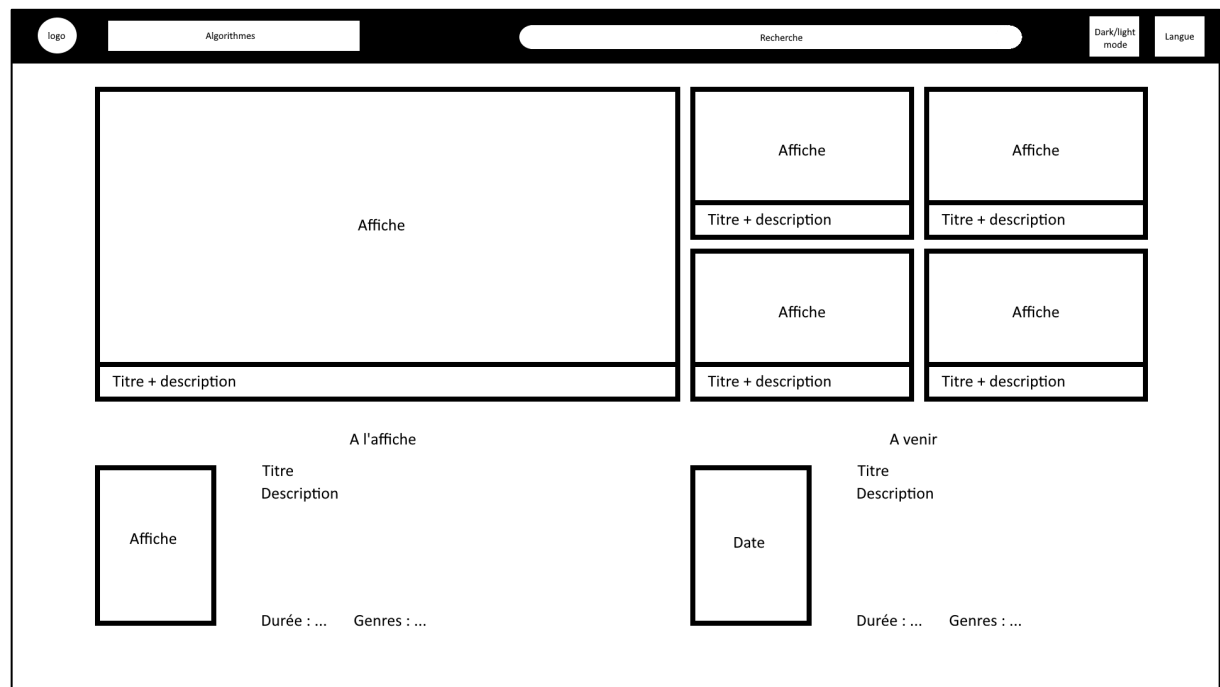 logo
Algorithmes
Recherche
Dark/light
mode
Langue
Affiche
Titre + description
Affiche
Titre + description
Affiche
Titre + description
Affiche
Titre + description
Affiche
Titre + description
A l'affiche
Affiche
Titre
Description
Durée : ... Genres : ...
A venir
Date
Titre
Description
Durée : ... Genres : ...